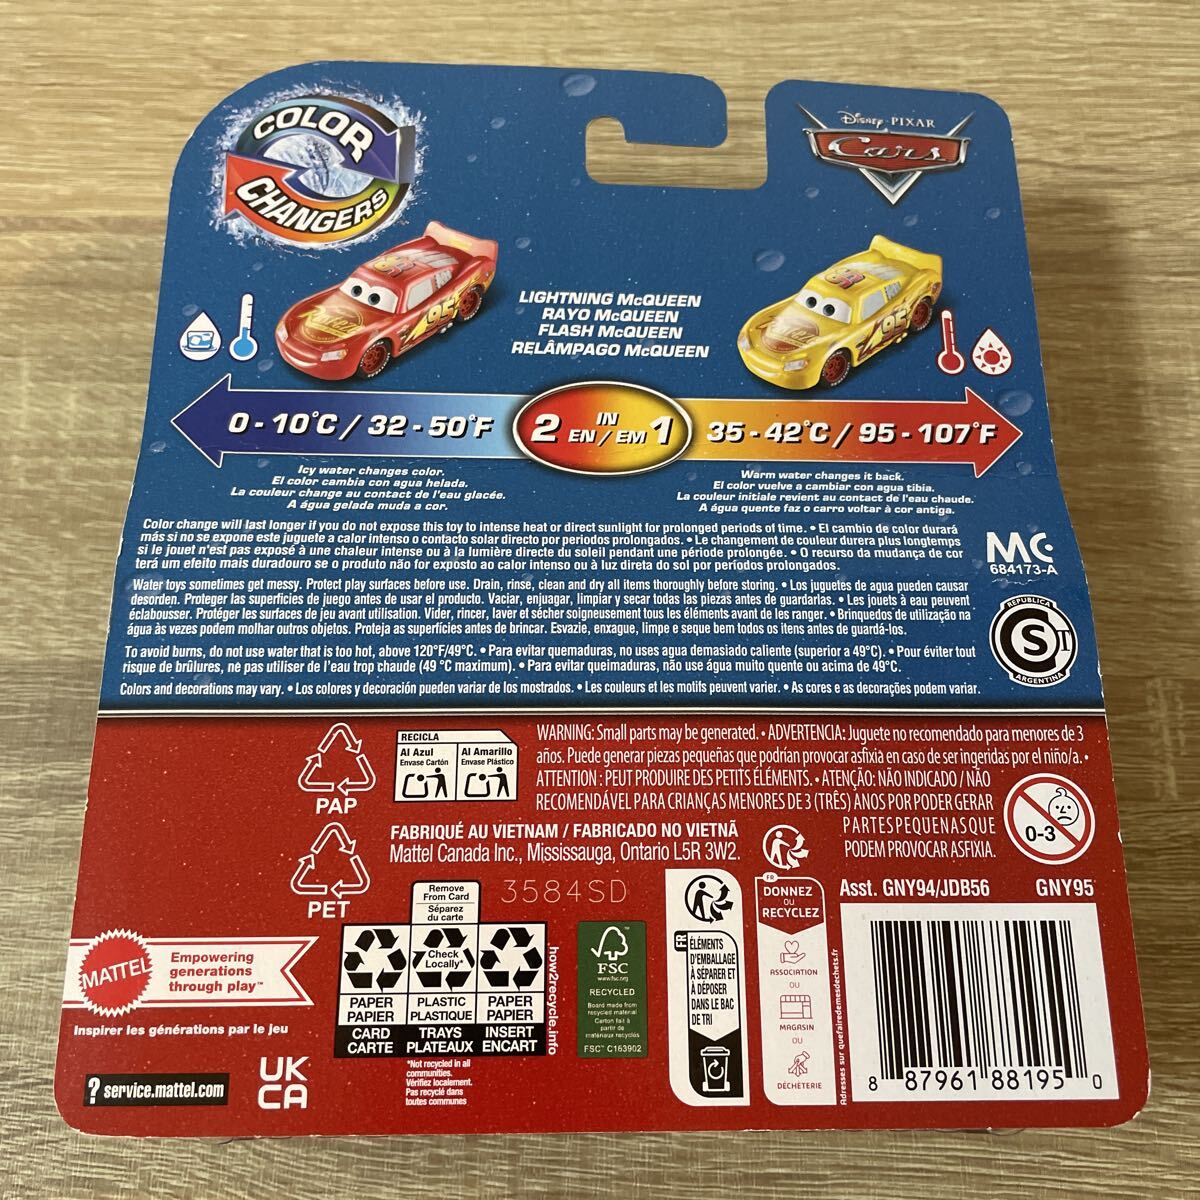 COLOR
CHANGERS
Disney · PIXAR
Cars
LIGHTNING McQUEEN
RAYO McQUEEN
FLASH McQUEEN
RELÂMPAGO McQUEEN
0 - 10°C / 32 - 50°F
2 IN EN / EM 1
35 - 42°C / 95 - 107°F
Icy water changes color.
El color cambia con agua helada.
La couleur change au contact de l'eau glacée.
A água gelada muda a cor.
Warm water changes it back.
El color vuelve a cambiar con agua tibia.
La couleur initiale revient au contact de l'eau chaude.
A água quente faz o carro voltar à cor antiga.
Color change will last longer if you do not expose this toy to intense heat or direct sunlight for prolonged periods of time. • El cambio de color durará
más si no se expone este juguete a calor intenso o contacto solar directo por periodos prolongados. • Le changement de couleur durera plus longtemps
si le jouet n'est pas exposé à une chaleur intense ou à la lumière directe du soleil pendant une période prolongée. • O recurso da mudança de cor
terá um efeito mais duradouro se o produto não for exposto ao calor intenso ou à luz direta do sol por períodos prolongados.
Water toys sometimes get messy. Protect play surfaces before use. Drain, rinse, clean and dry all items thoroughly before storing. • Los juguetes de agua pueden causar
desorden. Proteger las superficies de juego antes de usar el producto. Vaciar, enjuagar, limpiar y secar todas las piezas antes de guardarlas. • Les jouets à eau peuvent
éclabousser. Protéger les surfaces de jeu avant utilisation. Vider, rincer, laver et sécher soigneusement tous les éléments avant de les ranger. • Brinquedos de utilização na
água às vezes podem molhar outros objetos. Proteja as superfícies antes de brincar. Esvazie, enxague, limpe e seque bem todos os itens antes de guardá-los.
To avoid burns, do not use water that is too hot, above 120°F/49°C. • Para evitar quemaduras, no uses agua demasiado caliente (superior a 49°C). • Pour éviter tout
risque de brûlures, ne pas utiliser de l'eau trop chaude (49 °C maximum). • Para evitar queimaduras, não use água muito quente ou acima de 49°C.
Colors and decorations may vary. • Los colores y decoración pueden variar de los mostrados. • Les couleurs et les motifs peuvent varier. • As cores e as decorações podem variar.
MC
684173-A
REPUBLICA
S T
ARGENTINA
PAP
PET
RECICLA
Al Azul
Envase Cartón
Al Amarillo
Envase Plástico
WARNING: Small parts may be generated. • ADVERTENCIA: Juguete no recomendado para menores de 3
años. Puede generar piezas pequeñas que podrían provocar asfixia en caso de ser ingeridas por el niño/a. •
ATTENTION : PEUT PRODUIRE DES PETITS ÉLÉMENTS. • ATENÇÃO: NÃO INDICADO / NÃO
RECOMENDÁVEL PARA CRIANÇAS MENORES DE 3 (TRÊS) ANOS POR PODER GERAR
PARTES PEQUENAS QUE
PODEM PROVOCAR ASFIXIA.
0-3
FABRIQUÉ AU VIETNAM / FABRICADO NO VIETNÃ
Mattel Canada Inc., Mississauga, Ontario L5R 3W2.
3584SD
Remove
From Card
Séparez
du carte
Check
Locally*
PAPER
PAPIER
CARD
CARTE
PLASTIC
PLASTIQUE
TRAYS
PLATEAUX
PAPER
PAPIER
INSERT
ENCART
how2recycle.info
*Not recycled in all
communities.
Vérifiez localement.
Pas recyclé dans
toutes communes
FSC
www.fsc.org
RECYCLED
Board made from
recycled material
Carton fait à
partir de
matériaux recyclés
FSC™ C163902
FR
ÉLÉMENTS
D'EMBALLAGE
À SÉPARER ET
À DÉPOSER
DANS LE BAC
DE TRI
FR
DONNEZ
OU
RECYCLEZ
ASSOCIATION
OU
MAGASIN
OU
DÉCHÈTERIE
Adresses sur quefairedemesdechets.fr
Asst. GNY94/JDB56
GNY95
8 87961 88195 0
MATTEL
Empowering
generations
through play™
Inspirer les générations par le jeu
UK
CA
? service.mattel.com